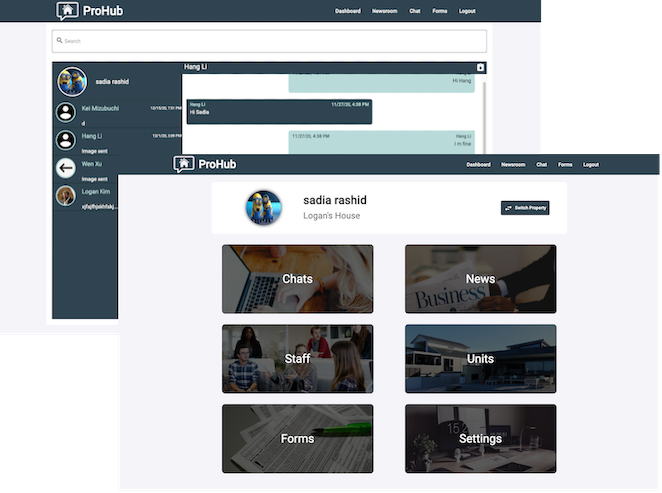 ProHub
Dashboard Newsroom Chat Forms Logout
Search
sadia rashid
Kei Mizubuchi 12/15/20, 7:51 PM
d
Hang Li 12/1/20, 3:09 PM
Image sent
Wen Xu
Image sent
Logan Kim
Hang Li
Hang Li
Hi Hang
Hang Li 11/27/20, 4:38 PM
Hi Sadia
11/27/20, 4:38 PM Hang Li
I m fine
ProHub
Dashboard Newsroom Chat Forms Logout
sadia rashid
Logan's House
Switch Property
Chats
News
Business
Staff
Units
Forms
Settings